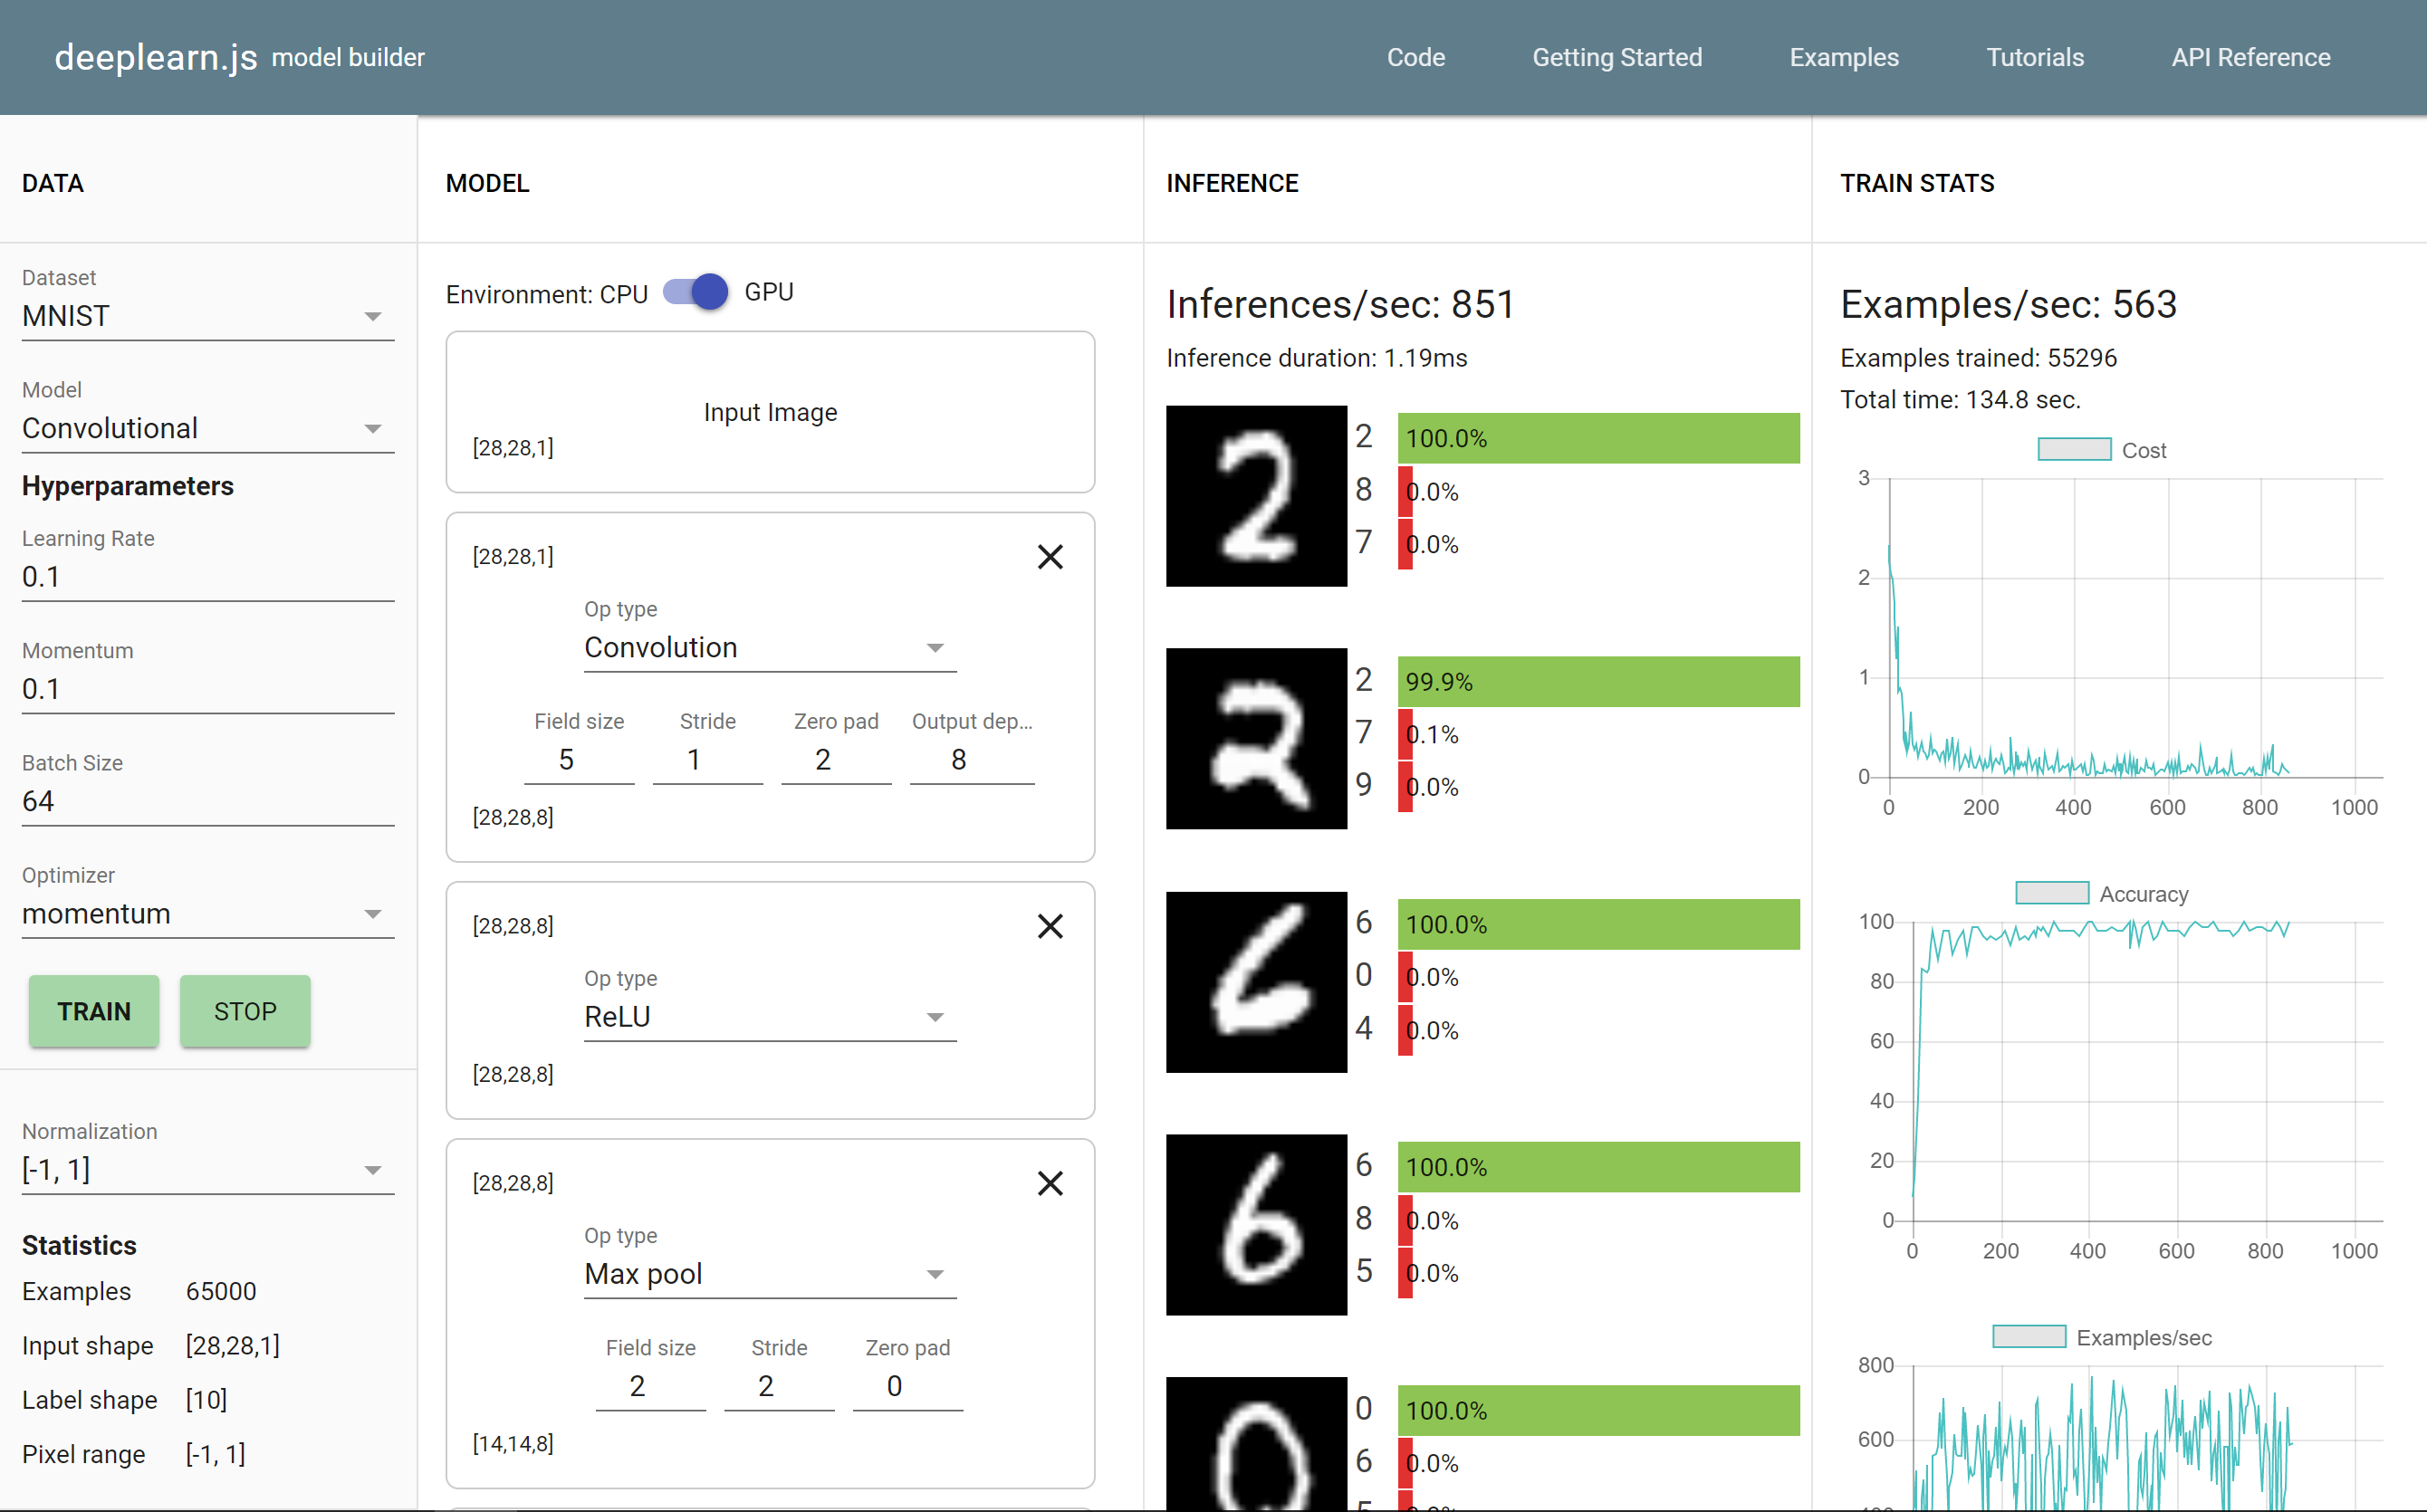 deeplearn.js model builder
Code Getting Started Examples Tutorials API Reference
DATA
Dataset
MNIST
Model
Convolutional
Hyperparameters
Learning Rate
0.1
Momentum
0.1
Batch Size
64
Optimizer
momentum
TRAIN STOP
Normalization
[-1, 1]
Statistics
Examples 65000
Input shape [28,28,1]
Label shape [10]
Pixel range [-1, 1]
MODEL
Environment: CPU GPU
Input Image
[28,28,1]
[28,28,1]
Op type
Convolution
Field size Stride Zero pad Output dep...
5 1 2 8
[28,28,8]
[28,28,8]
Op type
ReLU
[28,28,8]
[28,28,8]
Op type
Max pool
Field size Stride Zero pad
2 2 0
[14,14,8]
INFERENCE
Inferences/sec: 851
Inference duration: 1.19ms
2 2 100.0%
8 0.0%
7 0.0%
2 2 99.9%
7 0.1%
9 0.0%
6 6 100.0%
0 0.0%
4 0.0%
6 6 100.0%
8 0.0%
5 0.0%
0 0 100.0%
6 0.0%
TRAIN STATS
Examples/sec: 563
Examples trained: 55296
Total time: 134.8 sec.
Cost
3
2
1
0
0 200 400 600 800 1000
Accuracy
100
80
60
40
20
0
0 200 400 600 800 1000
Examples/sec
800
600